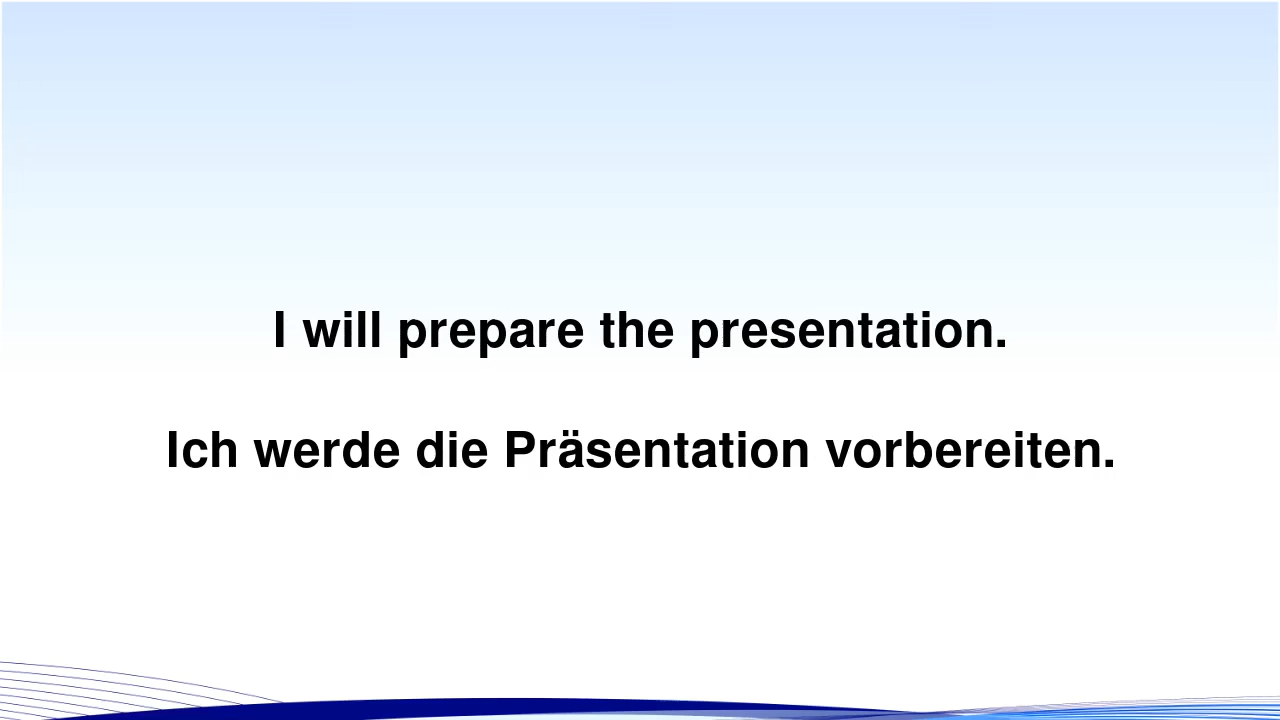 I will prepare the presentation.
Ich werde die Präsentation vorbereiten.